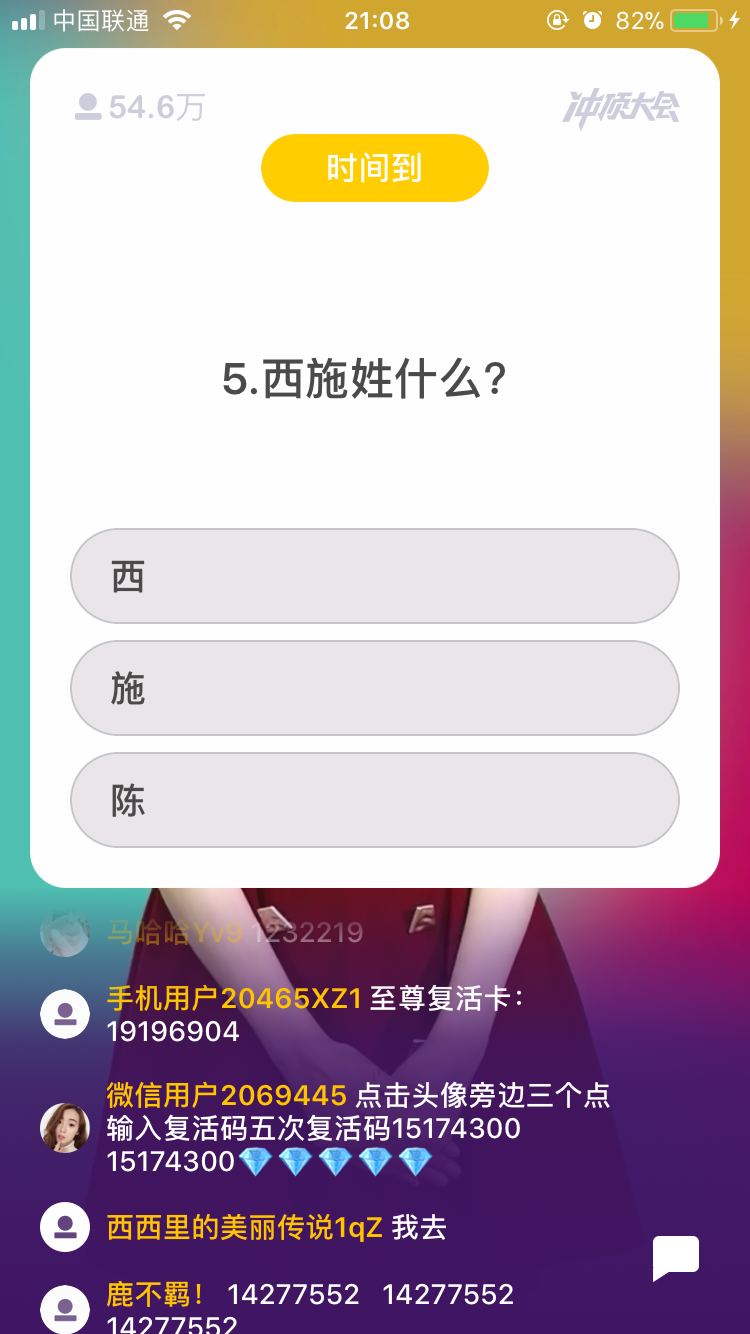 中国联通 21:08 82%
54.6万 冲顶大会
时间到
5.西施姓什么?
西
施
陈
马哈哈Yv9 1232219
手机用户20465XZ1 至尊复活卡：
19196904
微信用户2069445 点击头像旁边三个点
输入复活码五次复活码15174300
15174300💎💎💎💎💎
西西里的美丽传说1qZ 我去
鹿不羁！ 14277552 14277552
14277552